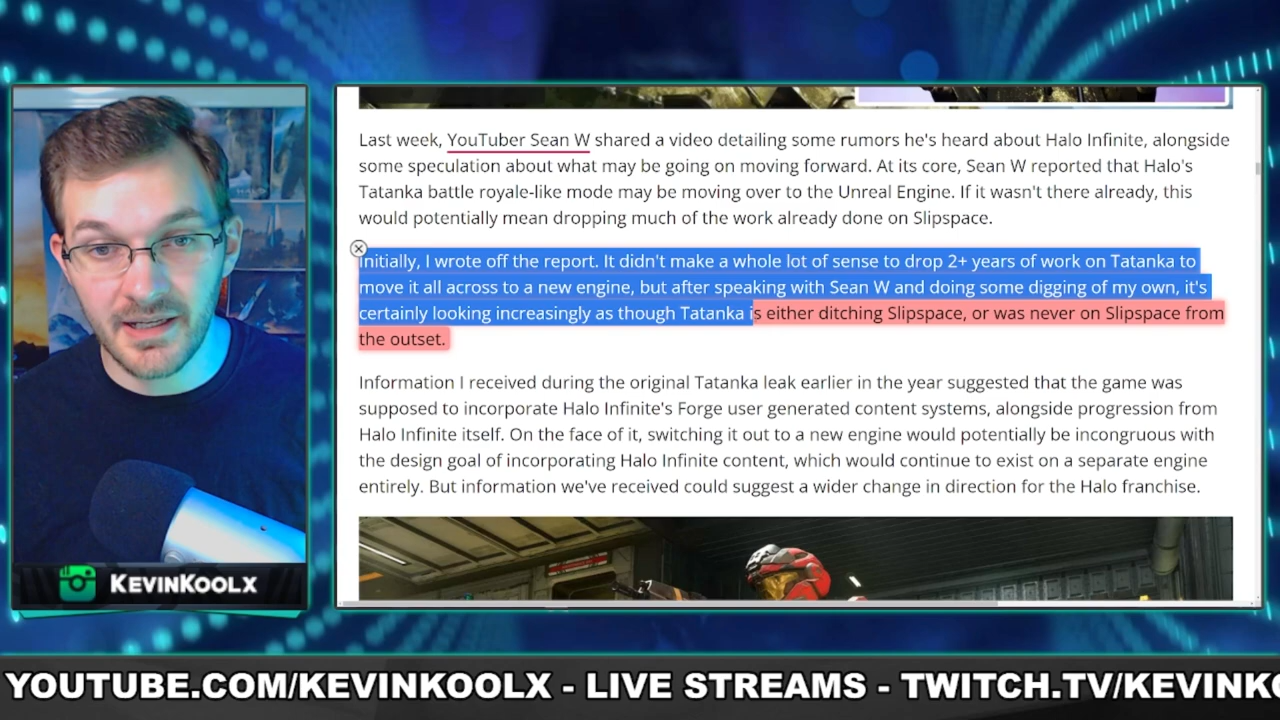 Last week, YouTuber Sean W shared a video detailing some rumors he's heard about Halo Infinite, alongside
some speculation about what may be going on moving forward. At its core, Sean W reported that Halo's
Tatanka battle royale-like mode may be moving over to the Unreal Engine. If it wasn't there already, this
would potentially mean dropping much of the work already done on Slipspace.
Initially, I wrote off the report. It didn't make a whole lot of sense to drop 2+ years of work on Tatanka to
move it all across to a new engine, but after speaking with Sean W and doing some digging of my own, it's
certainly looking increasingly as though Tatanka is either ditching Slipspace, or was never on Slipspace from
the outset.
Information I received during the original Tatanka leak earlier in the year suggested that the game was
supposed to incorporate Halo Infinite's Forge user generated content systems, alongside progression from
Halo Infinite itself. On the face of it, switching it out to a new engine would potentially be incongruous with
the design goal of incorporating Halo Infinite content, which would continue to exist on a separate engine
entirely. But information we've received could suggest a wider change in direction for the Halo franchise.
KEVINKOOLX
YOUTUBE.COM/KEVINKOOLX - LIVE STREAMS - TWITCH.TV/KEVINK